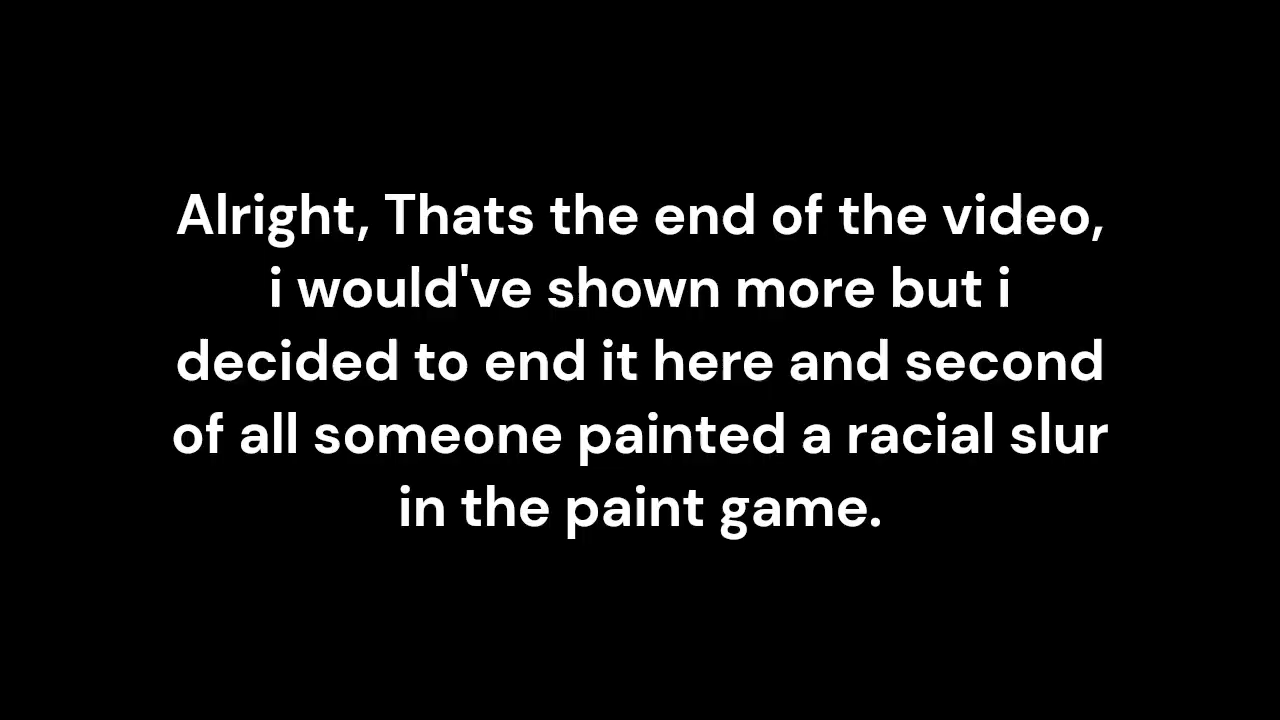 Alright, Thats the end of the video,
i would've shown more but i
decided to end it here and second
of all someone painted a racial slur
in the paint game.